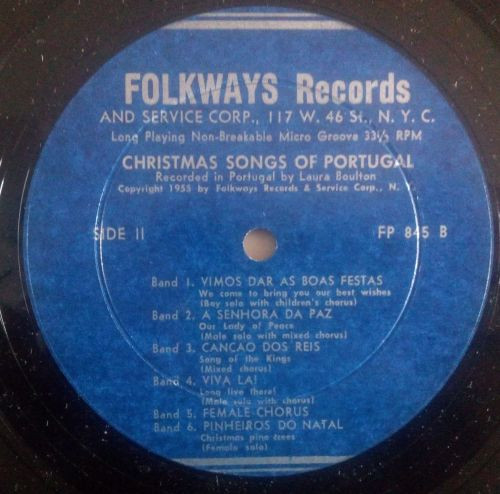 FOLKWAYS Records
AND SERVICE CORP., 117 W. 46 St., N. Y. C.
Long Playing Non-Breakable Micro Groove 33⅓ RPM
CHRISTMAS SONGS OF PORTUGAL
Recorded in Portugal by Laura Boulton
Copyright 1955 by Folkways Records & Service Corp., N. Y.
SIDE II FP 845 B
Band 1. VIMOS DAR AS BOAS FESTAS
We come to bring you our best wishes
(Boy solo with children's chorus)
Band 2. A SENHORA DA PAZ
Our Lady of Peace
(Male solo with mixed chorus)
Band 3. CANCAO DOS REIS
Song of the Kings
(Mixed chorus)
Band 4. VIVA LA!
Long live there!
(Male solo with chorus)
Band 5. FEMALE CHORUS
Band 6. PINHEIROS DO NATAL
Christmas pine trees
(Female solo)